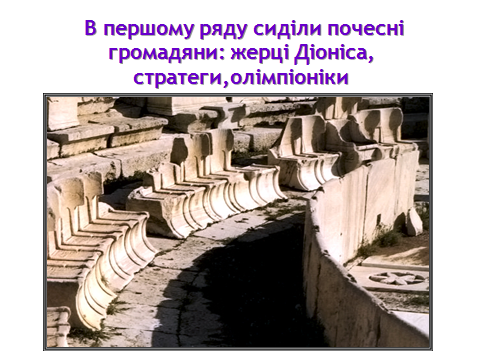 В першому ряду сиділи почесні
громадяни: жерці Діоніса,
стратеги,олімпіоніки